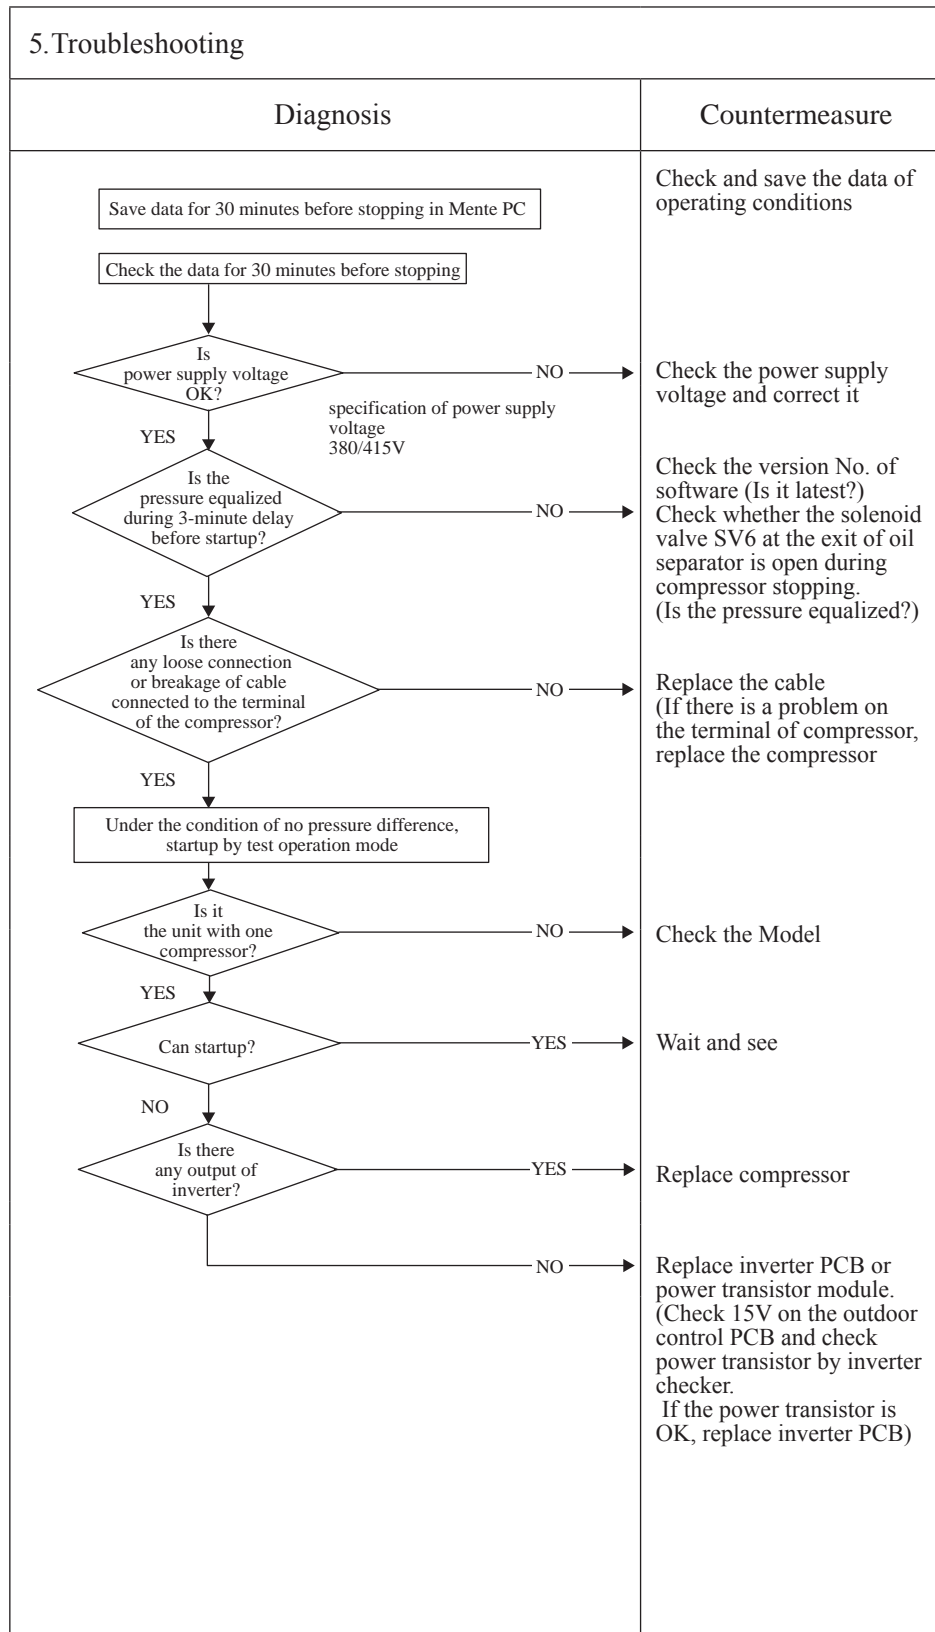 5.Troubleshooting
Diagnosis
Countermeasure
Save data for 30 minutes before stopping in Mente PC
Check and save the data of
operating conditions
Check the data for 30 minutes before stopping
Is
power supply voltage
OK?
NO
Check the power supply
voltage and correct it
specification of power supply
voltage
380/415V
YES
Is the
pressure equalized
during 3-minute delay
before startup?
NO
Check the version No. of
software (Is it latest?)
Check whether the solenoid
valve SV6 at the exit of oil
separator is open during
compressor stopping.
(Is the pressure equalized?)
YES
Is there
any loose connection
or breakage of cable
connected to the terminal
of the compressor?
NO
Replace the cable
(If there is a problem on
the terminal of compressor,
replace the compressor
YES
Under the condition of no pressure difference,
startup by test operation mode
Is it
the unit with one
compressor?
NO
Check the Model
YES
Can startup?
YES
Wait and see
NO
Is there
any output of
inverter?
YES
Replace compressor
NO
Replace inverter PCB or
power transistor module.
(Check 15V on the outdoor
control PCB and check
power transistor by inverter
checker.
If the power transistor is
OK, replace inverter PCB)